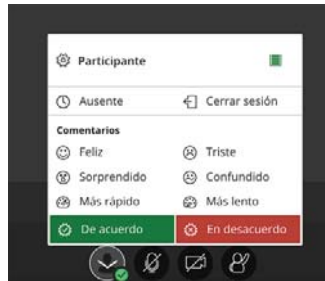 Participante
Ausente Cerrar sesión
Comentarios
Feliz Triste
Sorprendido Confundido
Más rápido Más lento
De acuerdo En desacuerdo